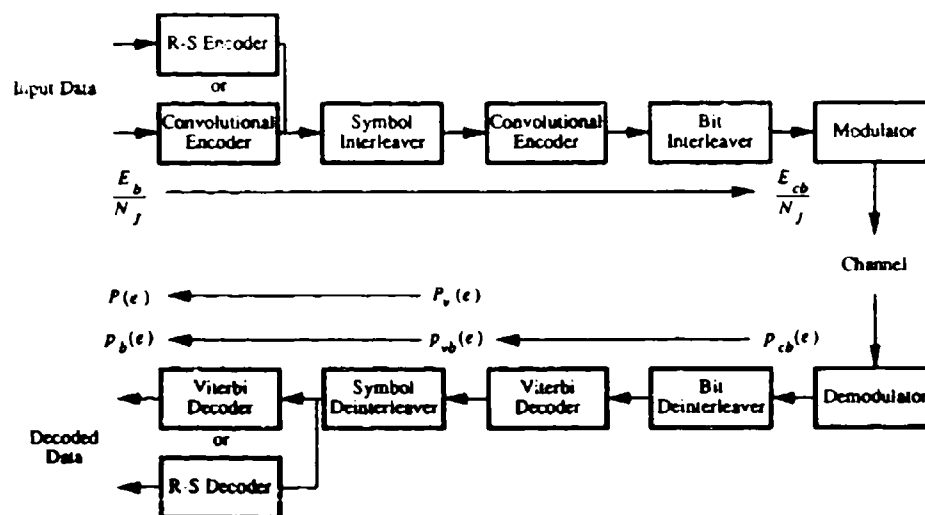 R-S Encoder
Input Data
or
Convolutional
Encoder
Symbol
Interleaver
Convolutional
Encoder
Bit
Interleaver
Modulator
E_b
N_J
E_cb
N_J
Channel
P(e)
P_v(e)
p_b(e)
p_vb(e)
p_cb(e)
Viterbi
Decoder
Symbol
Deinterleaver
Viterbi
Decoder
Bit
Deinterleaver
Demodulator
or
Decoded
Data
R-S Decoder